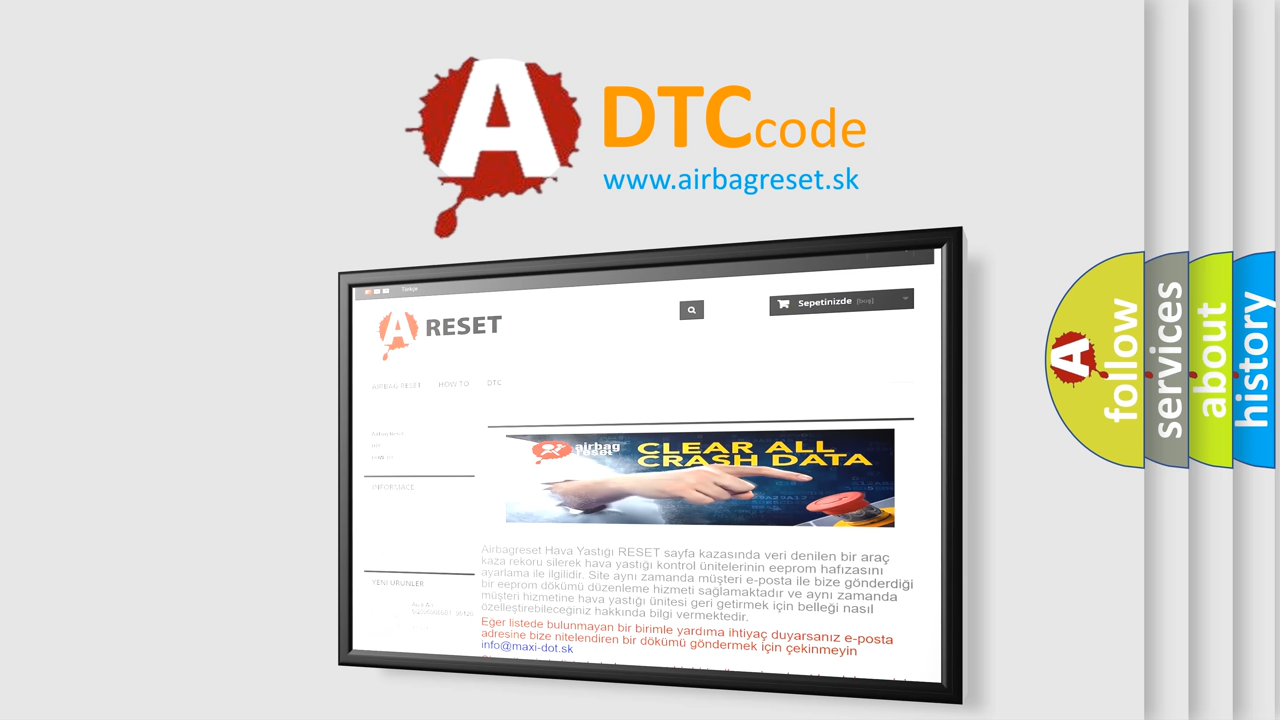 A
DTCcode
www.airbagreset.sk
Türkçe
A RESET
Sepetinizde [boş]
AIRBAG RESET HOW TO DTC
Airbag Reset
INFORMACE
airbag
reset
CLEAR ALL
CRASH DATA
Airbagreset Hava Yastığı RESET sayfa kazasında veri denilen bir araç
kaza rekoru silerek hava yastığı kontrol ünitelerinin eeprom hafızasını
ayarlama ile ilgilidir. Site aynı zamanda müşteri e-posta ile bize gönderdiği
bir eeprom dökümü düzenleme hizmeti sağlamaktadır ve aynı zamanda
müşteri hizmetine hava yastığı ünitesi geri getirmek için belleği nasıl
özelleştirebileceginiz hakkında bilgi vermektedir.
Eğer listede bulunmayan bir birimle yardıma ihtiyaç duyarsanız e-posta
adresine bize nitelendiren bir dökümü göndermek için çekinmeyin
info@maxi-dot.sk
YENI ÜRÜNLER
A follow
services
about
history